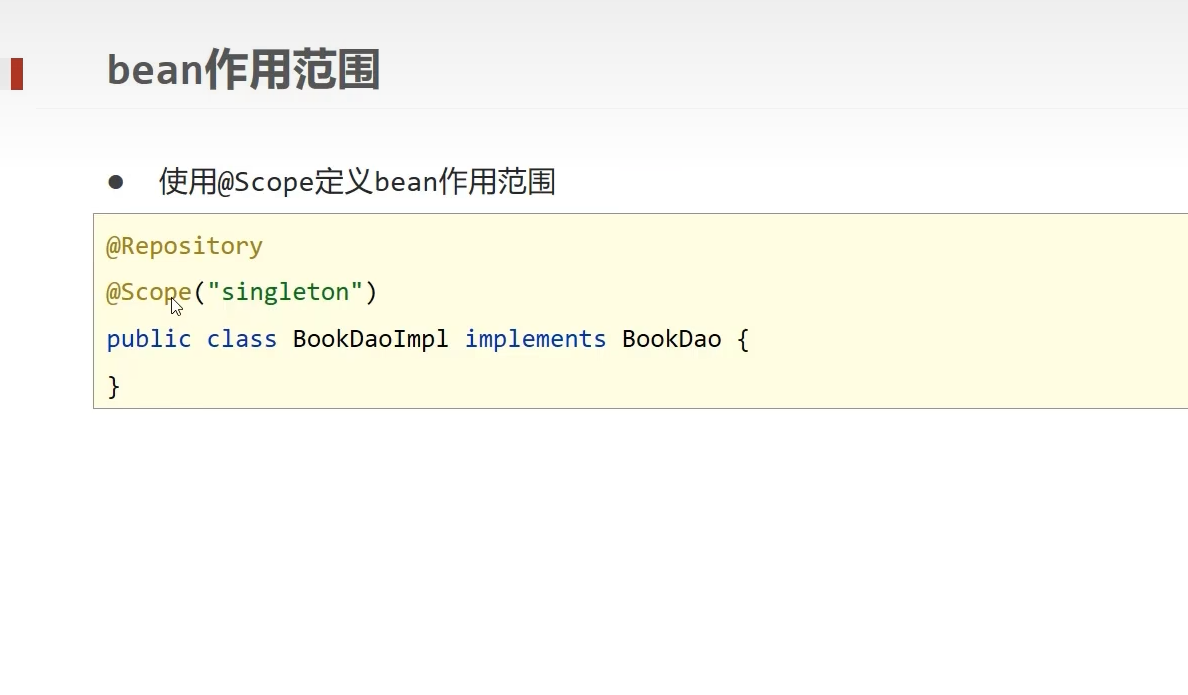 bean作用范围
● 使用@Scope定义bean作用范围
@Repository
@Scope("singleton")
public class BookDaoImpl implements BookDao {
}